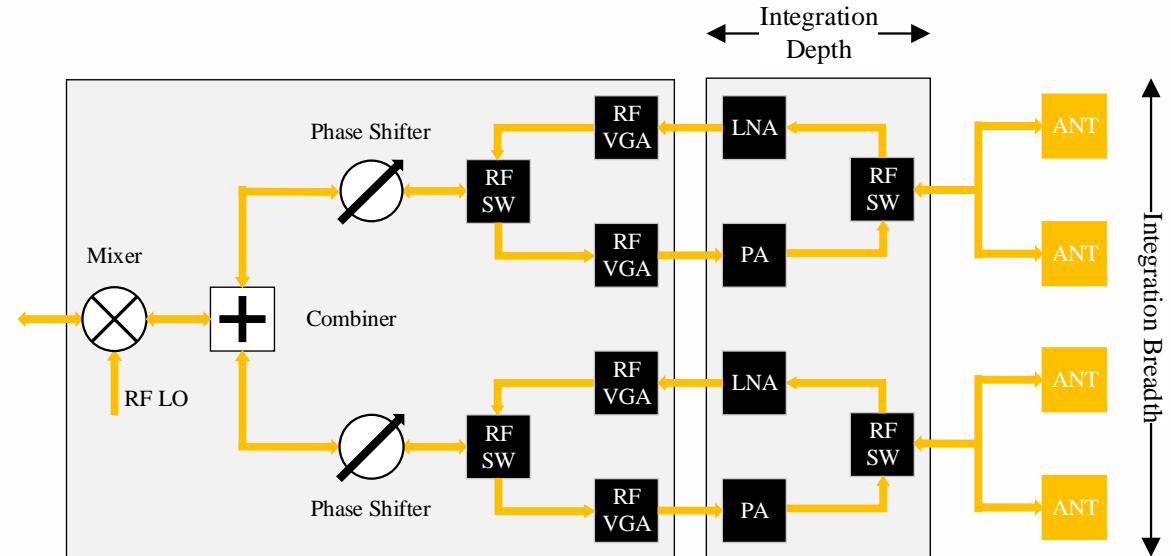 Integration
Depth
Phase Shifter
RF
VGA
LNA
ANT
RF
SW
RF
SW
Mixer
RF
VGA
PA
ANT
Combiner
Integration Breadth
RF LO
RF
VGA
LNA
ANT
RF
SW
RF
SW
Phase Shifter
RF
VGA
PA
ANT